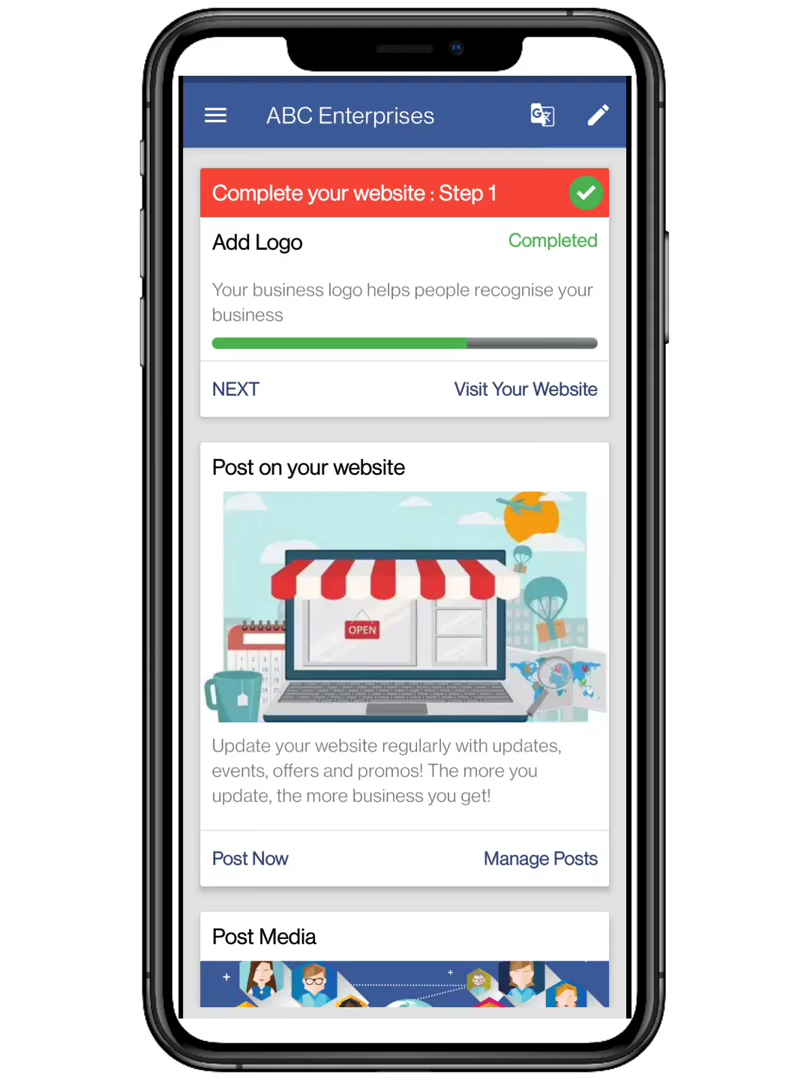 ABC Enterprises
Complete your website : Step 1
Add Logo
Completed
Your business logo helps people recognise your
business
NEXT
Visit Your Website
Post on your website
OPEN
Update your website regularly with updates,
events, offers and promos! The more you
update, the more business you get!
Post Now
Manage Posts
Post Media